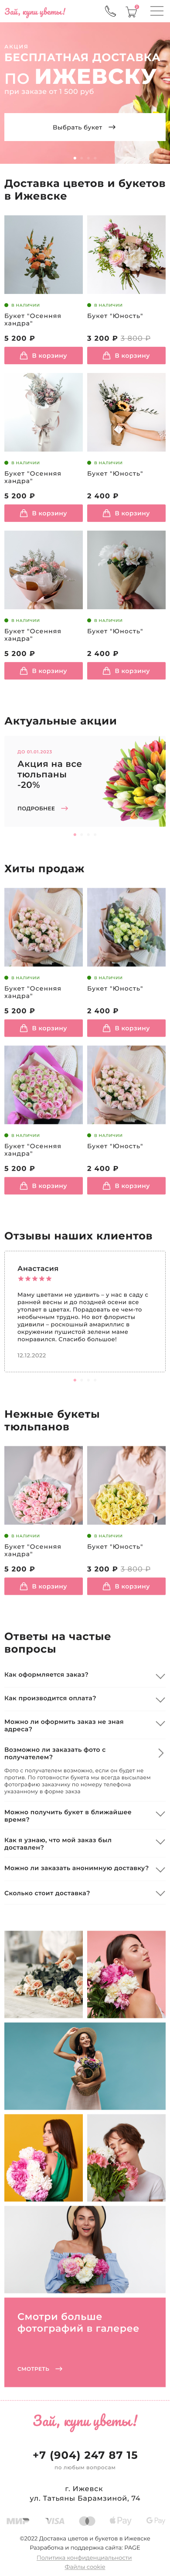 Зай, купи цветы!
АКЦИЯ
БЕСПЛАТНАЯ ДОСТАВКА
ПО ИЖЕВСКУ
при заказе от 1 500 руб
Выбрать букет
Доставка цветов и букетов
в Ижевске
В НАЛИЧИИ
Букет "Осенняя
хандра"
5 200 ₽
В корзину
В НАЛИЧИИ
Букет "Юность"
3 200 ₽ 3 800 ₽
В корзину
В НАЛИЧИИ
Букет "Осенняя
хандра"
5 200 ₽
В корзину
В НАЛИЧИИ
Букет "Юность"
2 400 ₽
В корзину
В НАЛИЧИИ
Букет "Осенняя
хандра"
5 200 ₽
В корзину
В НАЛИЧИИ
Букет "Юность"
2 400 ₽
В корзину
Актуальные акции
ДО 01.01.2023
Акция на все
тюльпаны
-20%
ПОДРОБНЕЕ
Хиты продаж
В НАЛИЧИИ
Букет "Осенняя
хандра"
5 200 ₽
В корзину
В НАЛИЧИИ
Букет "Юность"
2 400 ₽
В корзину
В НАЛИЧИИ
Букет "Осенняя
хандра"
5 200 ₽
В корзину
В НАЛИЧИИ
Букет "Юность"
2 400 ₽
В корзину
Отзывы наших клиентов
Анастасия
Маму цветами не удивить – у нас в саду с
ранней весны и до поздней осени все
утопает в цветах. Порадовать ее чем-то
необычным трудно. Но вот флористы
удивили - роскошный амариллис в
окружении пушистой зелени маме
понравился. Спасибо большое!
12.12.2022
Нежные букеты
тюльпанов
В НАЛИЧИИ
Букет "Осенняя
хандра"
5 200 ₽
В корзину
В НАЛИЧИИ
Букет "Юность"
3 200 ₽ 3 800 ₽
В корзину
Ответы на частые
вопросы
Как оформляется заказ?
Как производится оплата?
Можно ли оформить заказ не зная
адреса?
Возможно ли заказать фото с
получателем?
Фото с получателем возможно, если он будет не
против. По готовности букета мы всегда высылаем
фотографию заказчику по номеру телефона
указанному в форме закза
Можно получить букет в ближайшее
время?
Как я узнаю, что мой заказ был
доставлен?
Можно ли заказать анонимную доставку?
Сколько стоит доставка?
Смотри больше
фотографий в галерее
СМОТРЕТЬ
Зай, купи цветы!
+7 (904) 247 87 15
по любым вопросам
г. Ижевск
ул. Татьяны Барамзиной, 74
МИР VISA Pay G Pay
©2022 Доставка цветов и букетов в Ижевске
Разработка и поддержка сайта: PAGE
Политика конфиденциальности
Файлы cookie